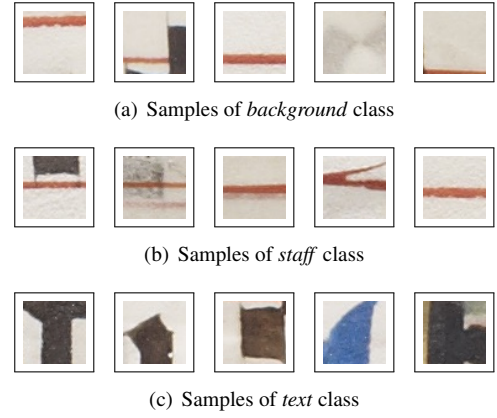 (a) Samples of background class
(b) Samples of staff class
(c) Samples of text class